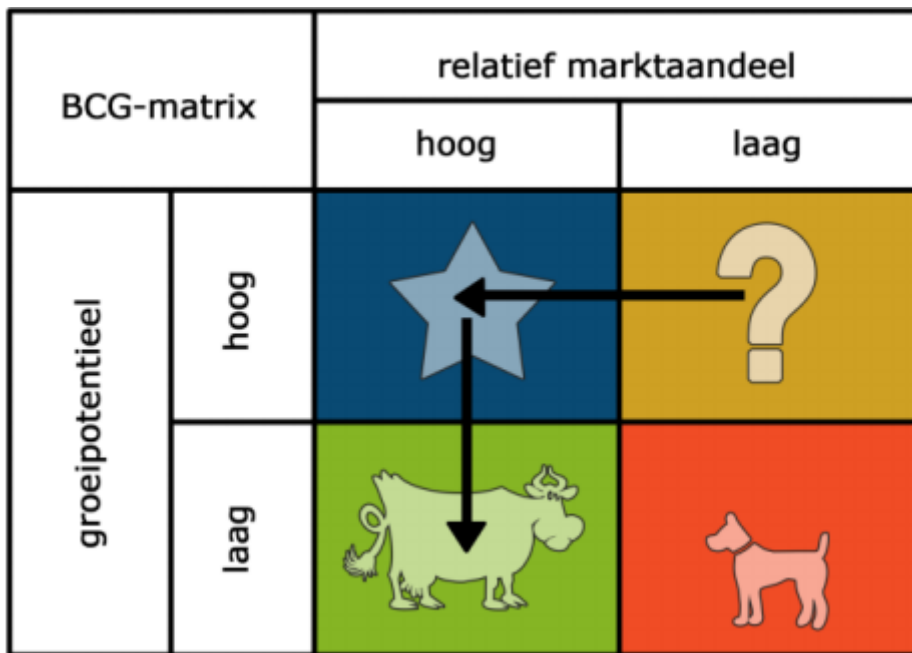 BCG-matrix
relatief marktaandeel
hoog
laag
groeipotentieel
hoog
laag
?